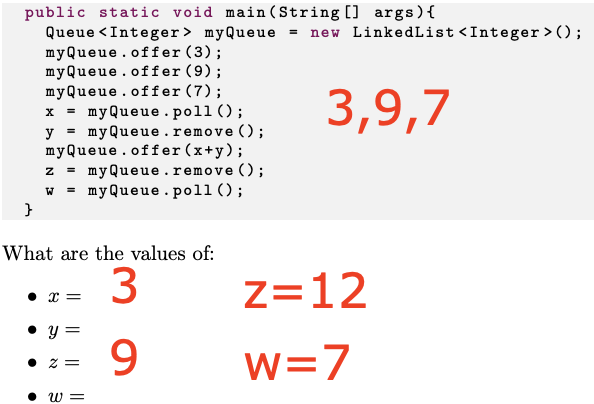 public static void main(String[] args){
Queue<Integer> myQueue = new LinkedList<Integer>();
myQueue.offer(3);
myQueue.offer(9);
myQueue.offer(7);
x = myQueue.poll();
y = myQueue.remove();
myQueue.offer(x+y);
z = myQueue.remove();
w = myQueue.poll();
}
3,9,7
What are the values of:
• x = 3
• y =
• z = 9
• w =
z=12
w=7